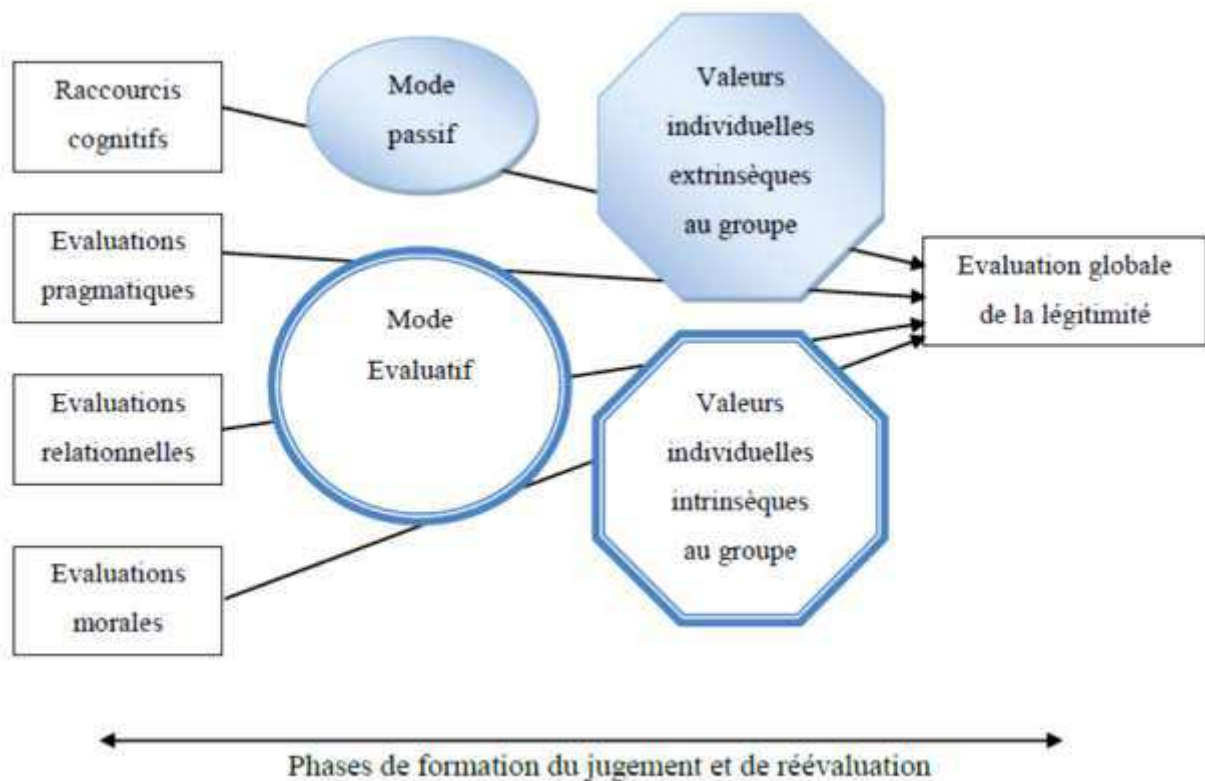 Raccourcis
cognitifs
Evaluations
pragmatiques
Evaluations
relationnelles
Evaluations
morales
Mode
passif
Mode
Evaluatif
Valeurs
individuelles
extrinsèques
au groupe
Valeurs
individuelles
intrinsèques
au groupe
Evaluation globale
de la légitimité
Phases de formation du jugement et de réévaluation